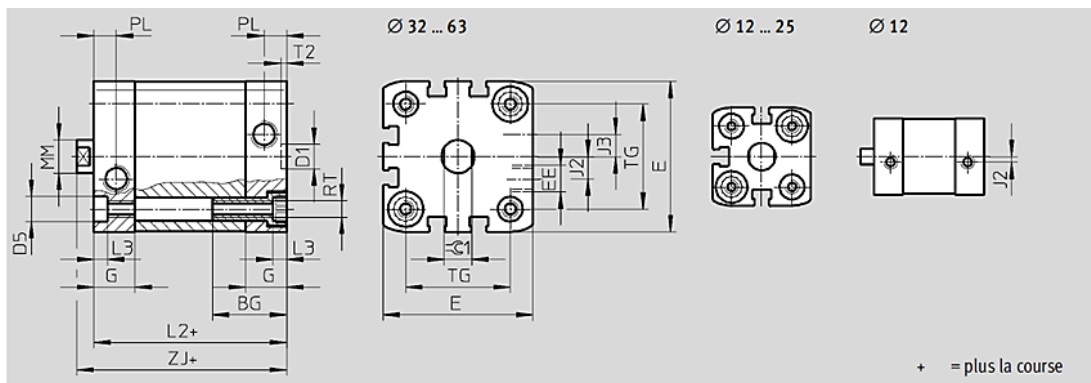 PL
PL
Ø 32 ... 63
Ø 12 ... 25
Ø 12
T2
MM
D1
RT
D5
L3
L3
G
G
BG
L2+
ZJ+
J3
J2
EE
TG
E
=©1
TG
E
J2
+ = plus la course